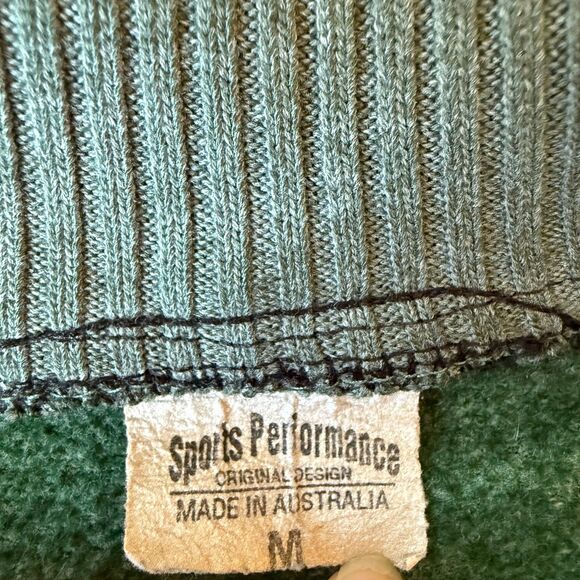 Sports Performance
ORIGINAL DESIGN
MADE IN AUSTRALIA
M